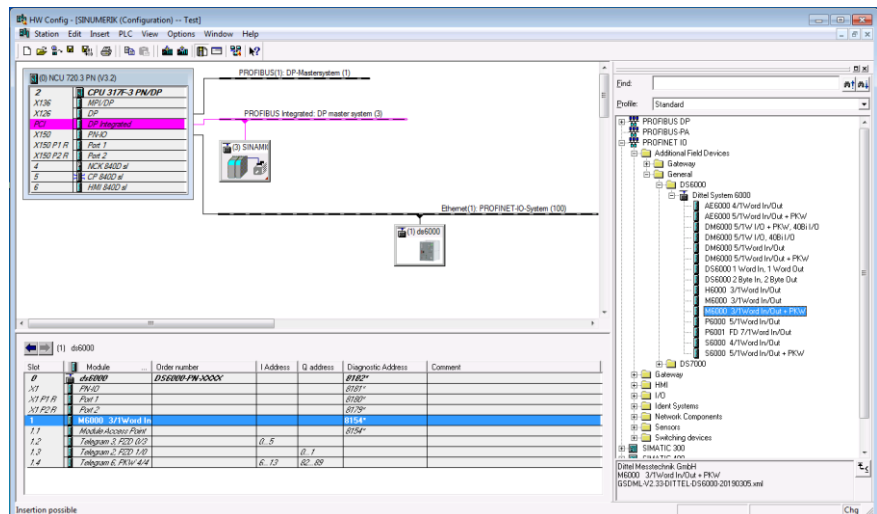 HW Config - [SINUMERIK (Configuration) -- Test]
Station Edit Insert PLC View Options Window Help
(0) NCU 720.3 PN (V3.2)
2 CPU 317F-3 PN/DP
X136 MPI/DP
X126 DP
PCI DP Integrated
X150 PN-IO
X150 P1 R Port 1
X150 P2 R Port 2
4 NCK 840D sl
5 CP 840D sl
6 HMI 840D sl
PROFIBUS(1): DP-Mastersystem (1)
PROFIBUS Integrated: DP master system (3)
(3) SINAMI
Ethernet(1): PROFINET-IO-System (100)
(1) ds6000
(1) ds6000
Slot Module ... Order number I Address Q address Diagnostic Address Comment
0 ds6000 DS6000-PN-XXXX 8182*
X1 PN-IO 8181*
X1 P1 R Port 1 8180*
X1 P2 R Port 2 8179*
1 M6000 3/1Word In 8154*
1.1 Module Access Point 8154*
1.2 Telegram 3, PZD 0/3 0...5
1.3 Telegram 2, PZD 1/0 0...1
1.4 Telegram 6, PKW 4/4 6...13 82...89
Find:
Profile: Standard
PROFIBUS DP
PROFIBUS-PA
PROFINET IO
Additional Field Devices
Gateway
General
DS6000
Dittel System 6000
AE6000 4/1Word In/Out
AE6000 5/1Word In/Out + PKW
DM6000 5/1W I/O + PKW, 40Bi I/O
DM6000 5/1W I/O, 40Bi I/O
DM6000 5/1Word In/Out
DM6000 5/1Word In/Out + PKW
DS6000 1 Word In, 1 Word Out
DS6000 2 Byte In, 2 Byte Out
H6000 3/1Word In/Out
M6000 3/1Word In/Out
M6000 3/1Word In/Out + PKW
P6000 5/1Word In/Out
P6001 FD 7/1Word In/Out
S6000 4/1Word In/Out
S6000 5/1Word In/Out + PKW
DS7000
Gateway
HMI
I/O
Ident Systems
Network Components
Sensors
Switching devices
SIMATIC 300
SIMATIC 400
Dittel Messtechnik GmbH
M6000 3/1Word In/Out + PKW
GSDML-V2.33-DITTEL-DS6000-20190305.xml
Insertion possible
Chg